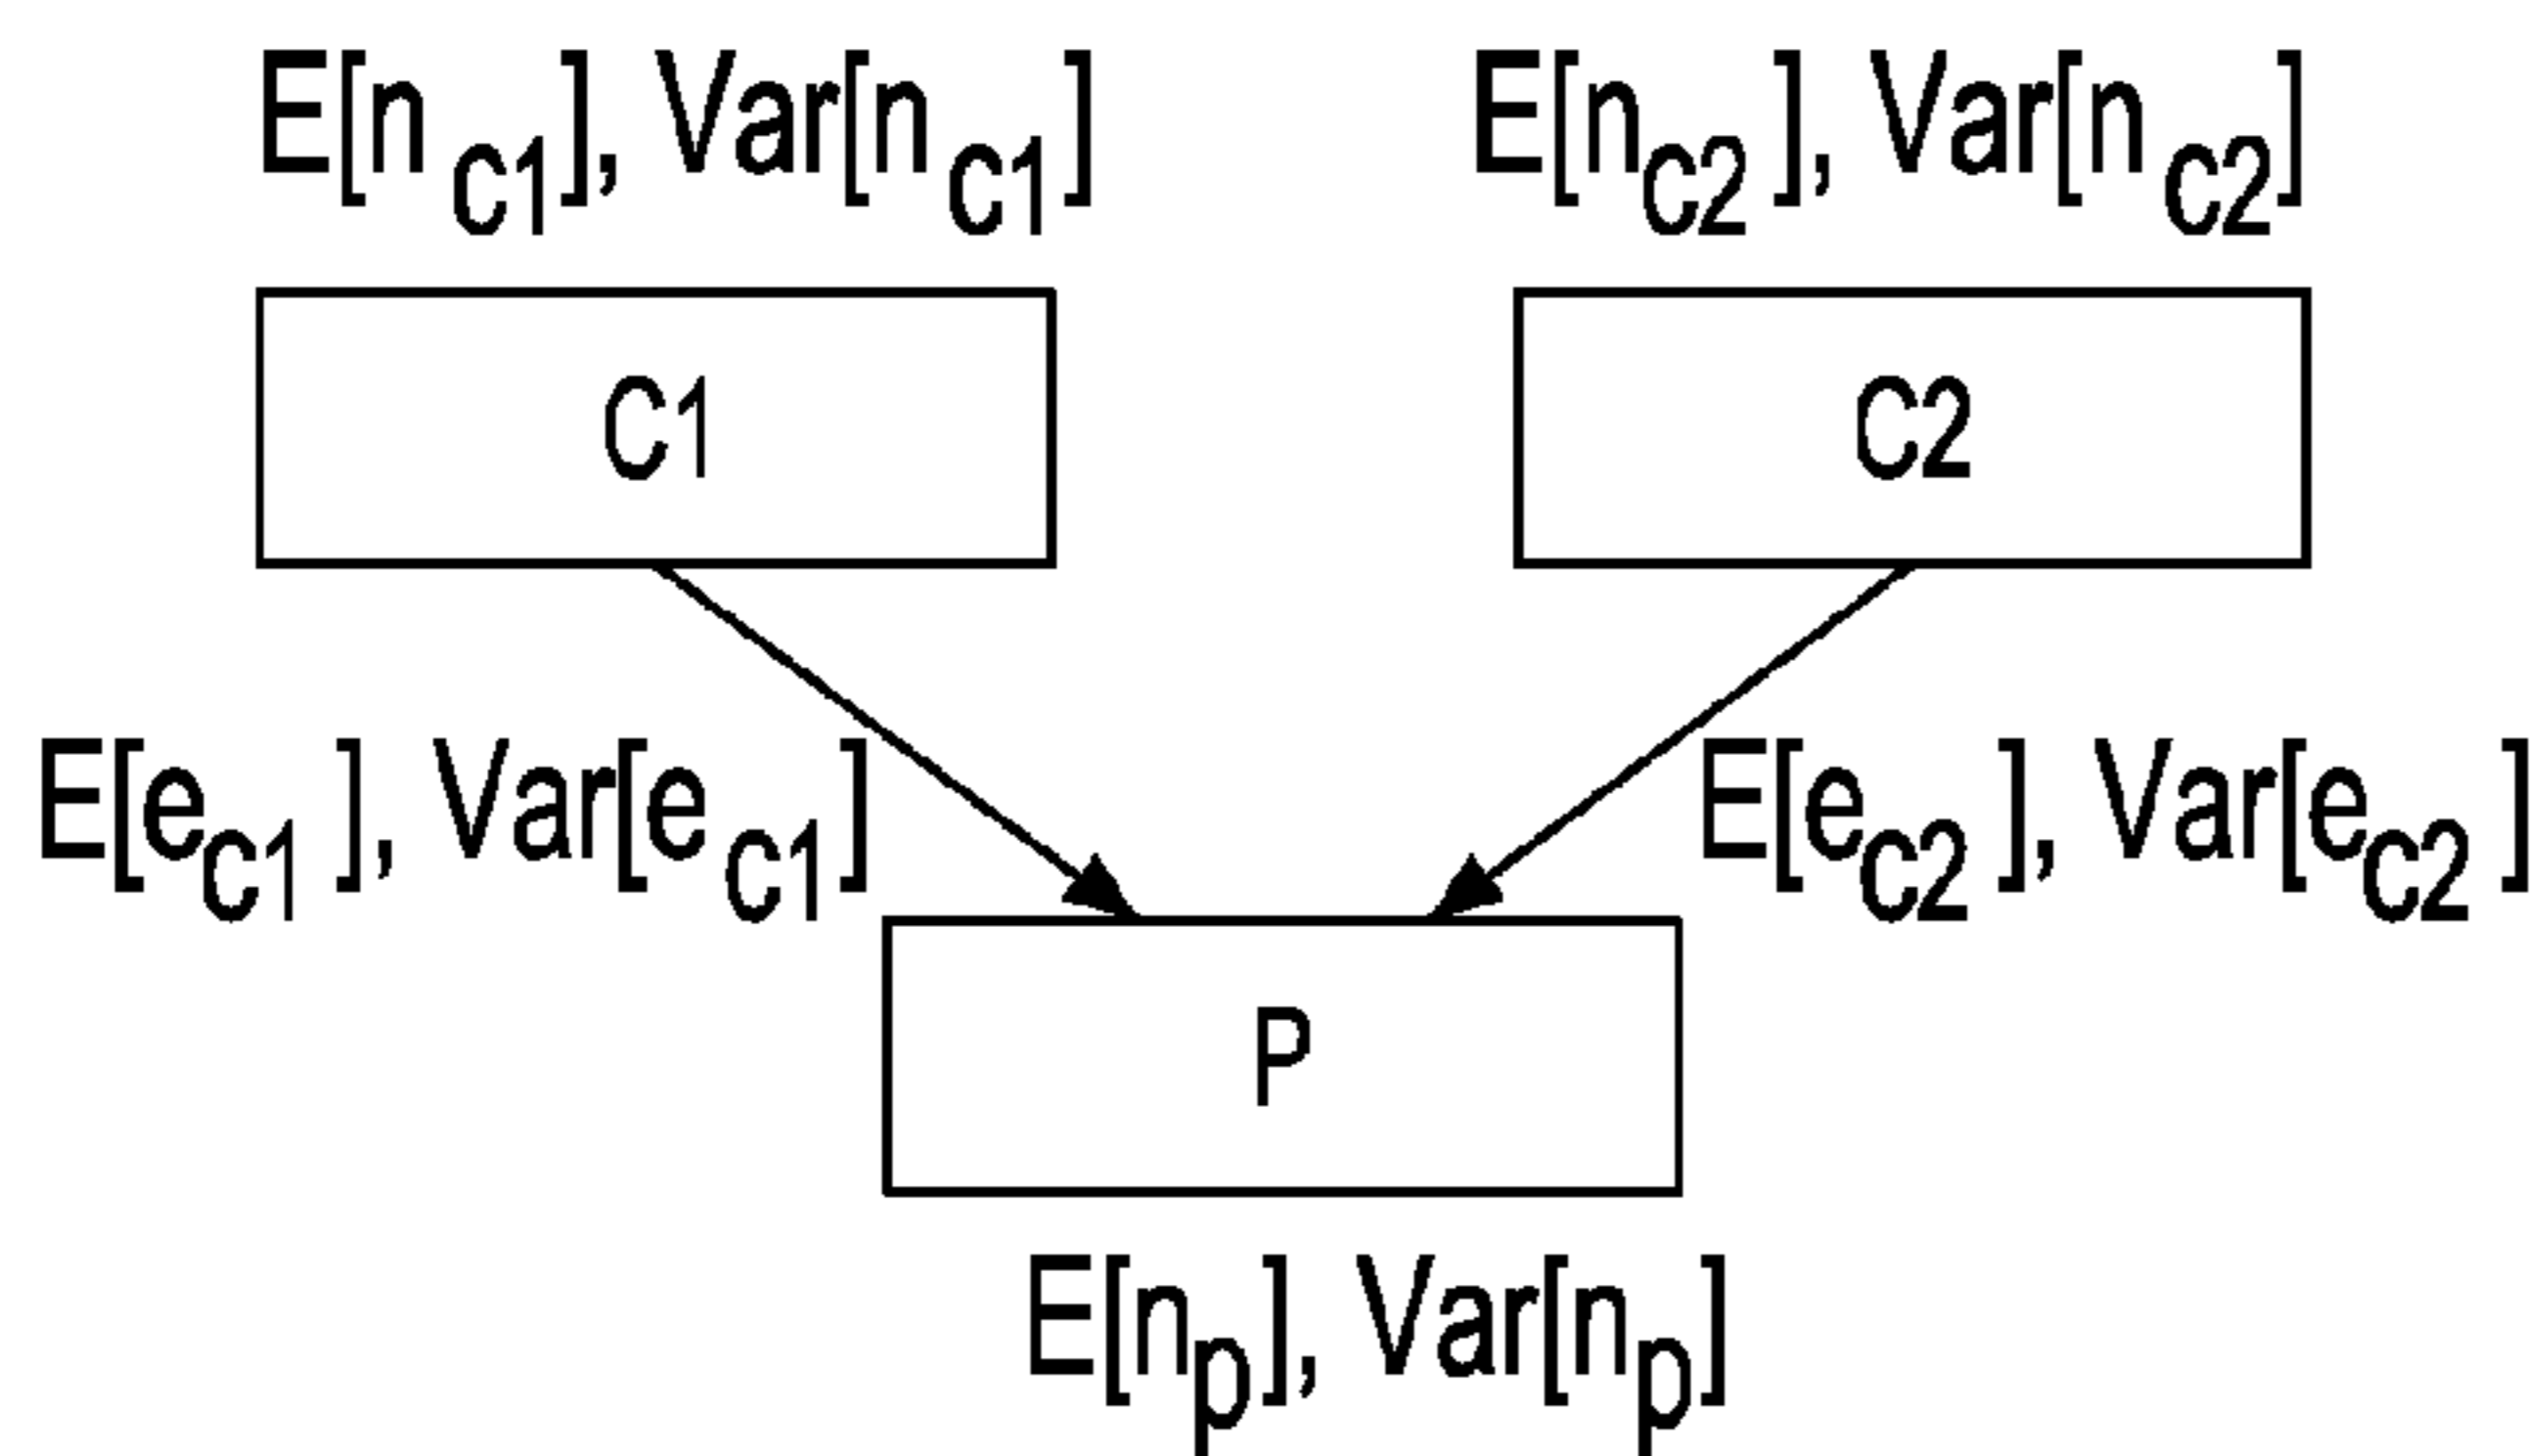 E[n c1], Var[n c1]
E[nc2], Var[n c2]
C1
C2
E[ec1], Var[e c1]
E[ec2], Var[ec2]
P
E[np], Var[np]